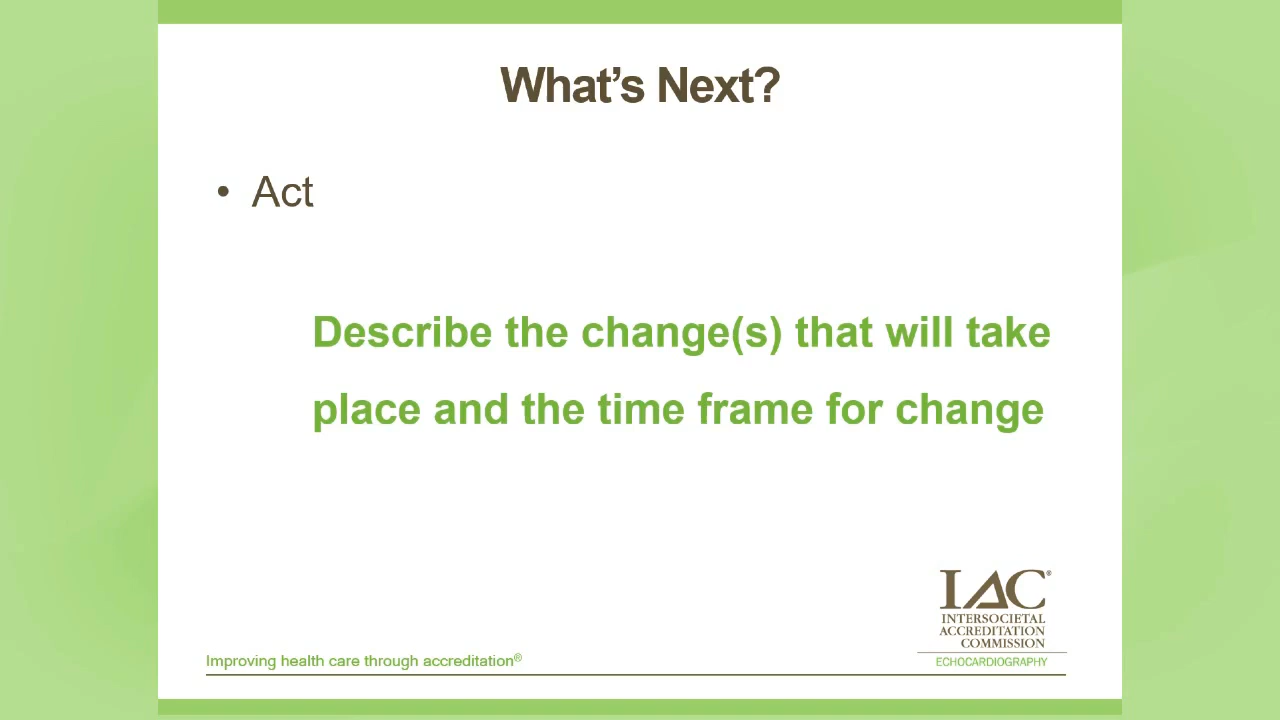 What's Next?
• Act
Describe the change(s) that will take
place and the time frame for change
IAC®
INTERSOCIETAL
ACCREDITATION
COMMISSION
ECHOCARDIOGRAPHY
Improving health care through accreditation®